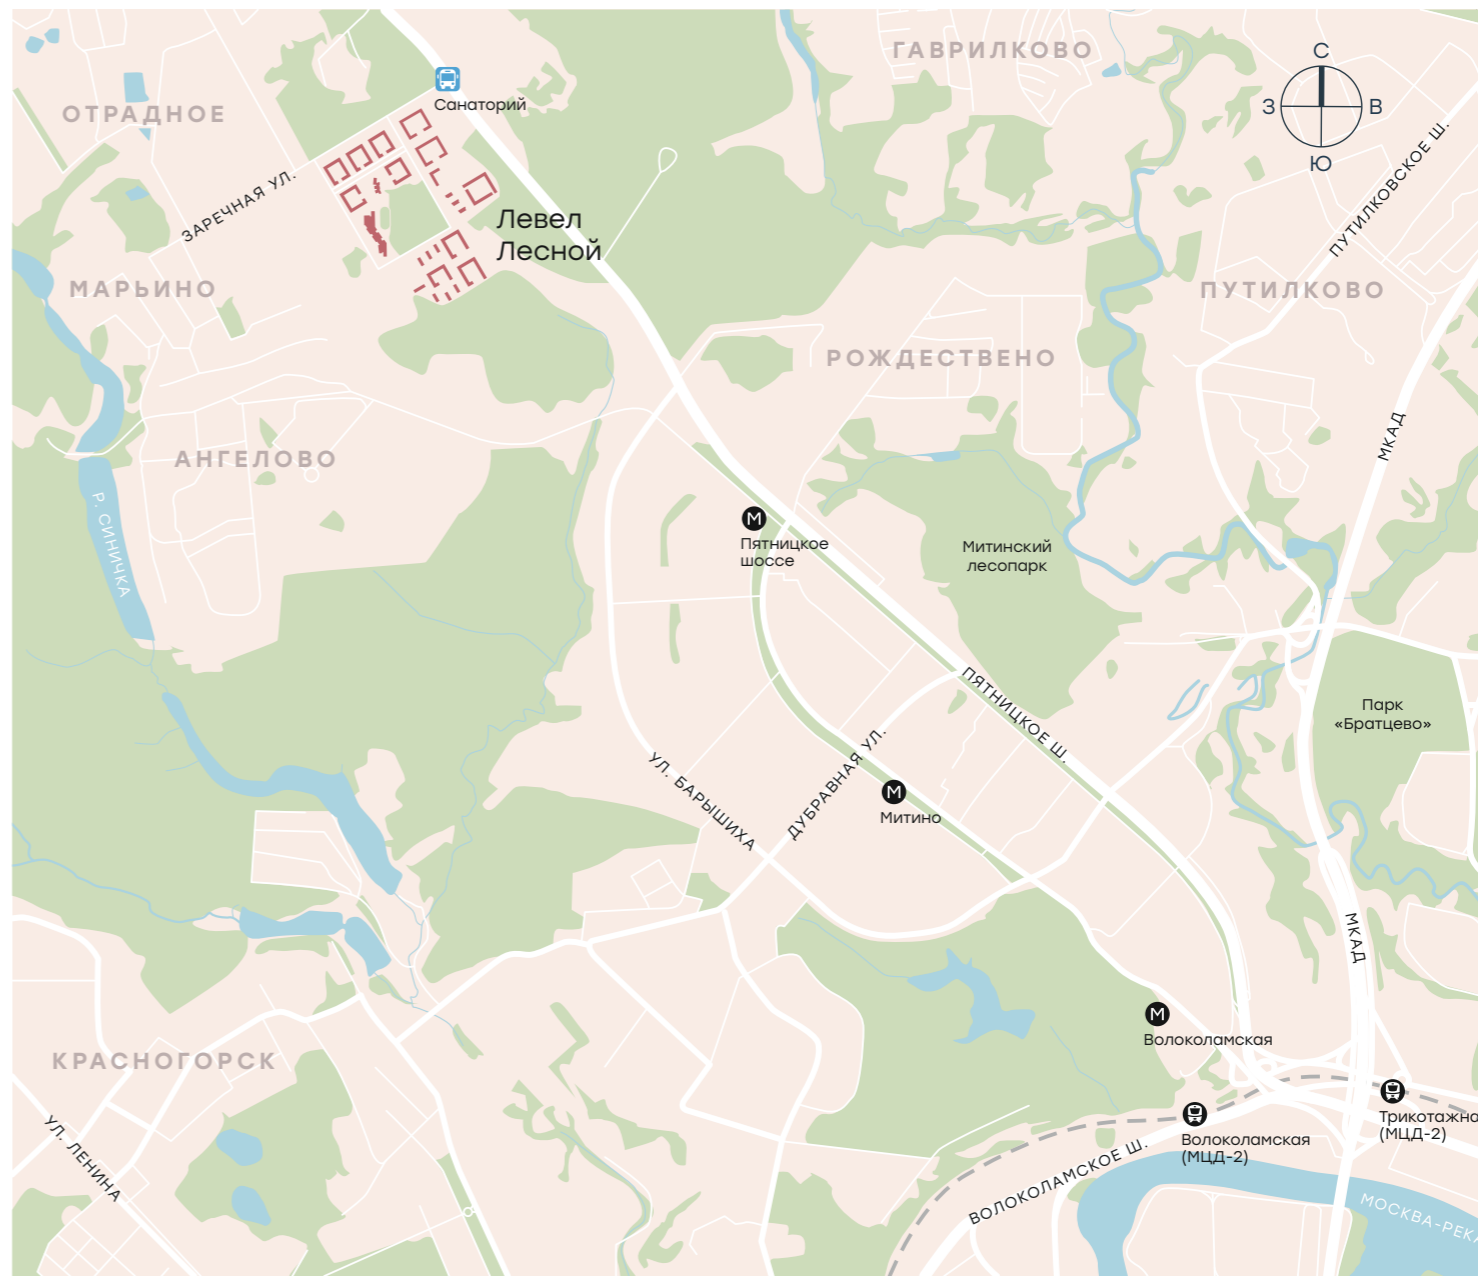 ГАВРИЛКОВО
С
З
В
Ю
Санаторий
ОТРАДНОЕ
ПУТИЛКОВСКОЕ Ш.
ЗАРЕЧНАЯ УЛ.
Левел
Лесной
МАРЬИНО
ПУТИЛКОВО
РОЖДЕСТВЕНО
МКАД
АНГЕЛОВО
Р. СИНИЧКА
Пятницкое
шоссе
Митинский
лесопарк
ПЯТНИЦКОЕ Ш.
Парк
«Братцево»
УЛ. БАРЫШИХА
ДУБРАВНАЯ УЛ.
Митино
МКАД
Волоколамская
КРАСНОГОРСК
Трикотажна
(МЦД-2)
Волоколамская
(МЦД-2)
УЛ. ЛЕНИНА
ВОЛОКОЛАМСКОЕ Ш.
МОСКВА-РЕКА